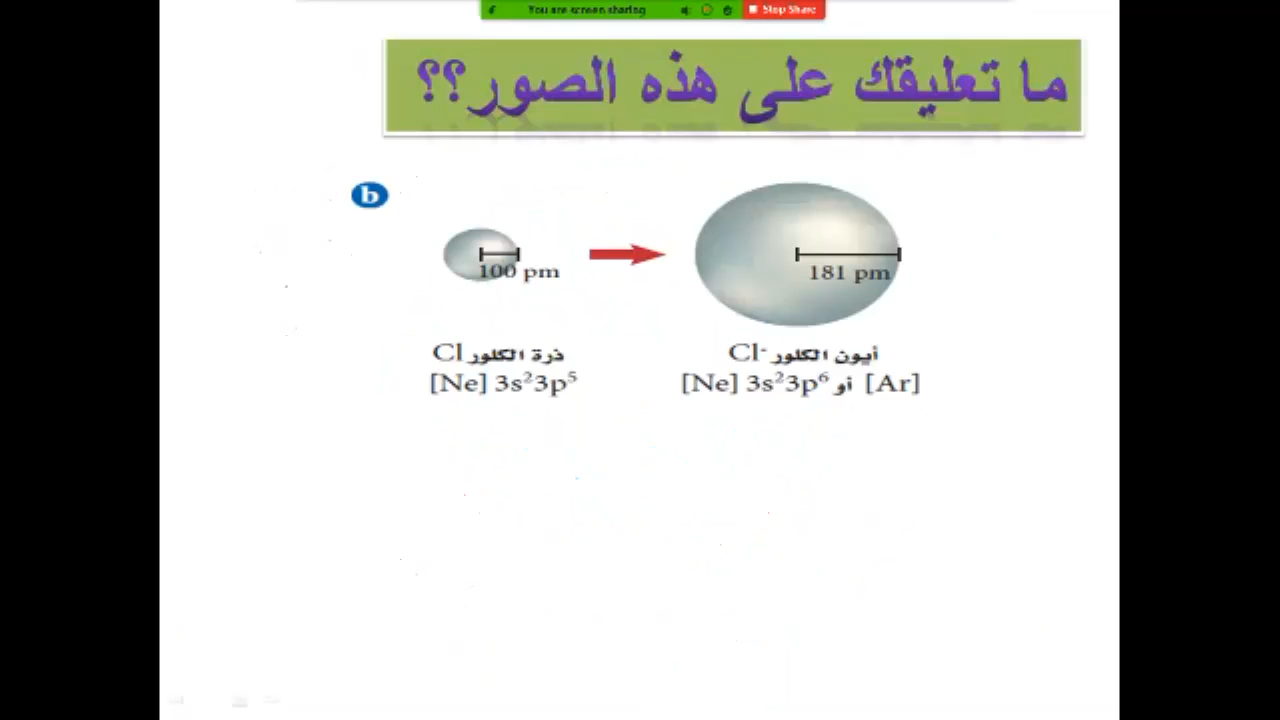 You are screen sharing Stop Share
ما تعليقك على هذه الصور؟؟
b
100 pm
181 pm
ذرة الكلور Cl
[Ne] 3s²3p⁵
أيون الكلور Cl⁻
[Ne] 3s²3p⁶ أو [Ar]